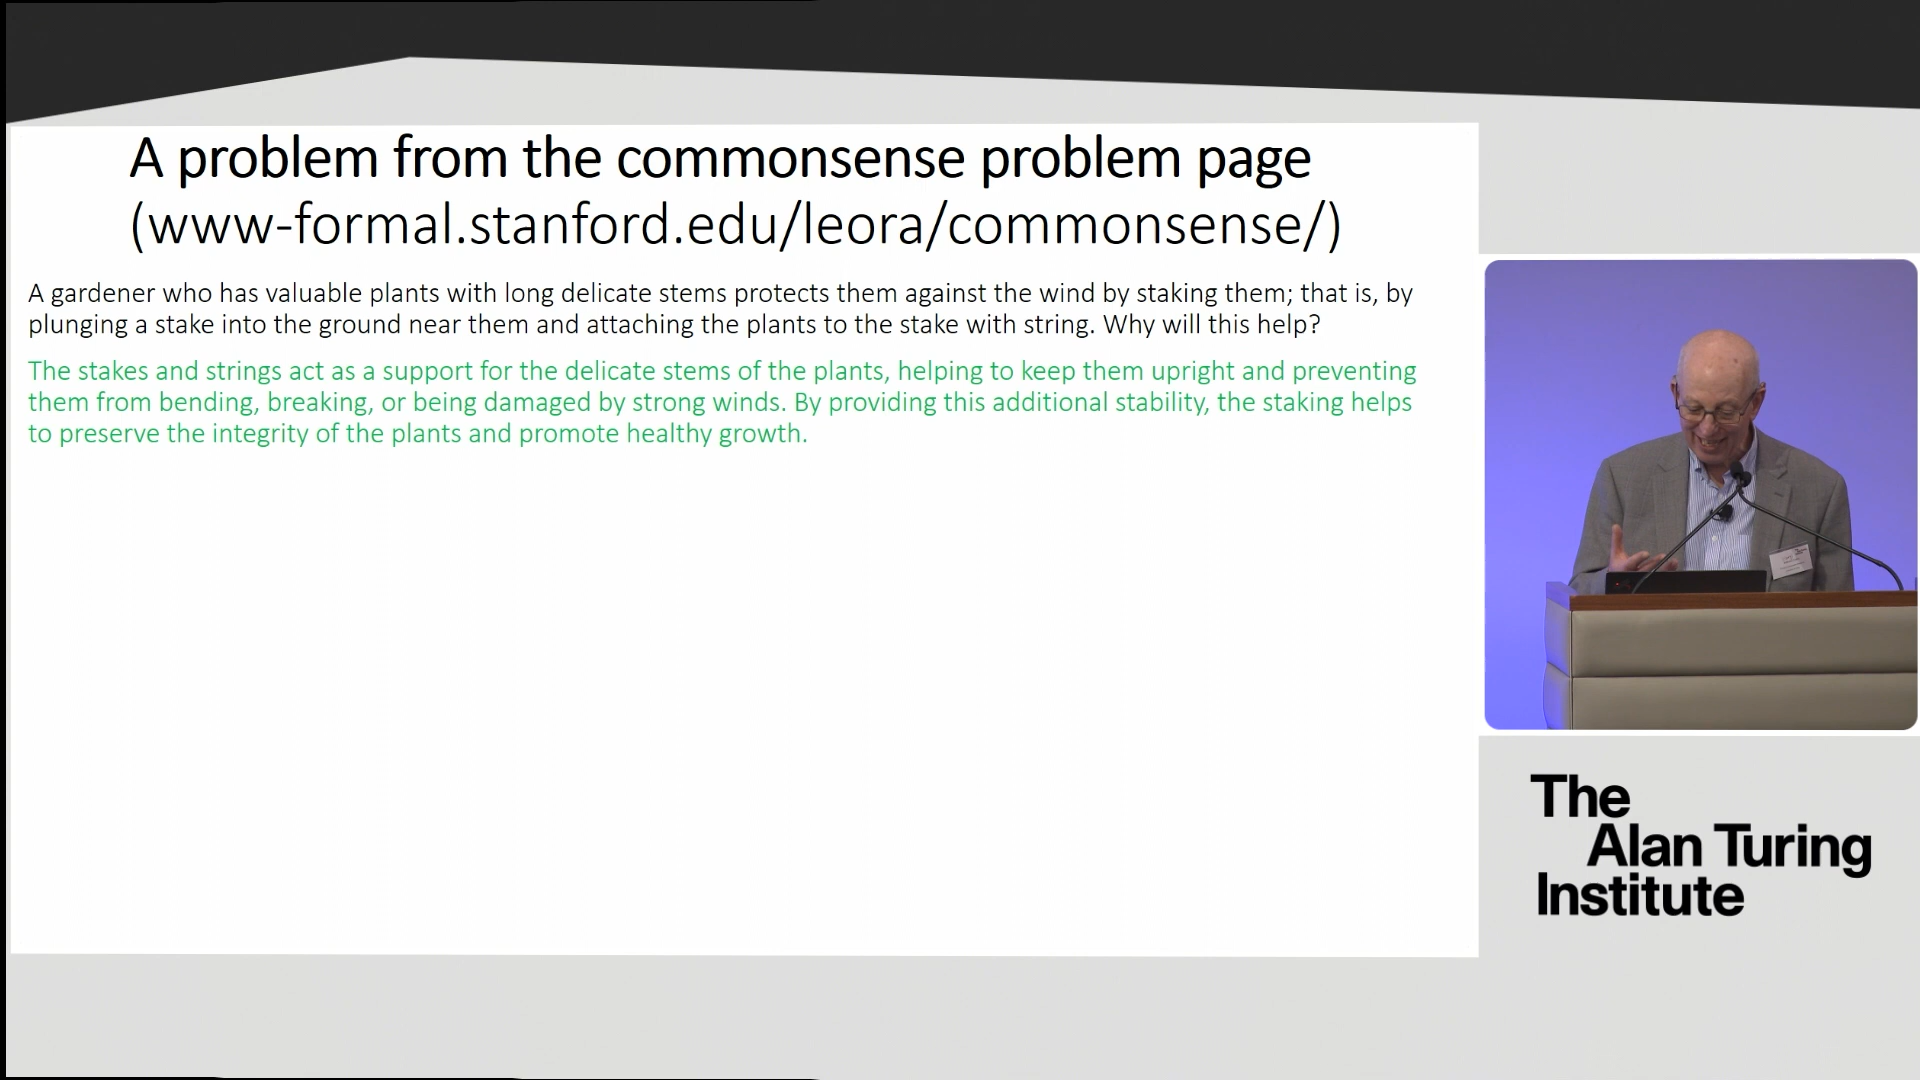 A problem from the commonsense problem page
(www-formal.stanford.edu/leora/commonsense/)
A gardener who has valuable plants with long delicate stems protects them against the wind by staking them; that is, by
plunging a stake into the ground near them and attaching the plants to the stake with string. Why will this help?
The stakes and strings act as a support for the delicate stems of the plants, helping to keep them upright and preventing
them from bending, breaking, or being damaged by strong winds. By providing this additional stability, the staking helps
to preserve the integrity of the plants and promote healthy growth.
The
Alan Turing
Institute